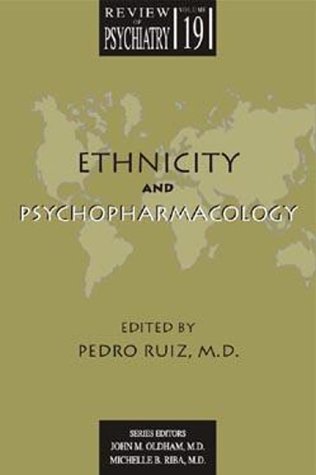 REVIEW
OF
PSYCHIATRY
VOLUME
19
ETHNICITY
AND
PSYCHOPHARMACOLOGY
EDITED BY
PEDRO RUIZ, M.D.
SERIES EDITORS
JOHN M. OLDHAM, M.D.
MICHELLE B. RIBA, M.D.